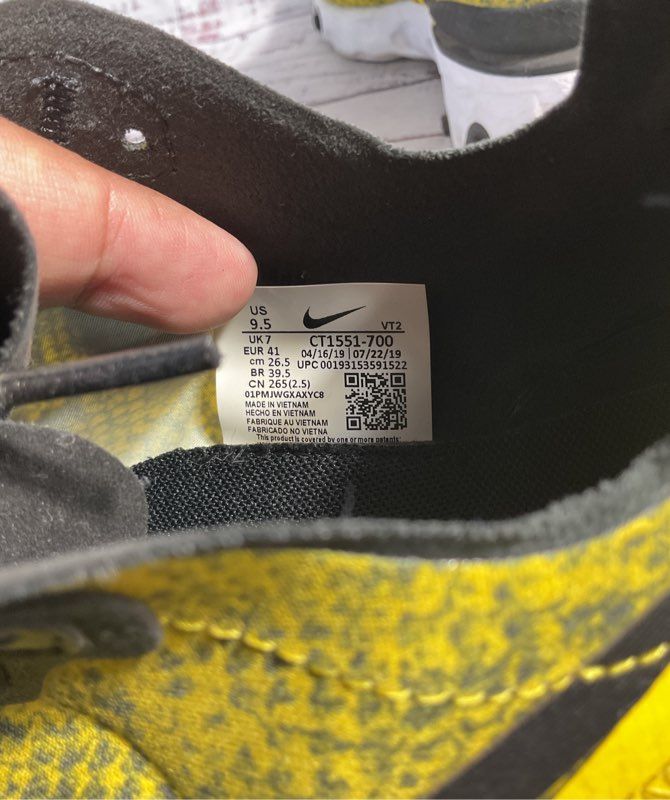 US
9.5
VT2
UK 7
CT1551-700
EUR 41
04/16/19 | 07/22/19
cm 26.5
UPC 00193153591522
BR 39.5
CN 265(2.5)
01PMJWGXAXYC8
MADE IN VIETNAM
HECHO EN VIETNAM
FABRIQUE AU VIETNAM
FABRICADO NO VIETNA
This product is covered by one or more patents: